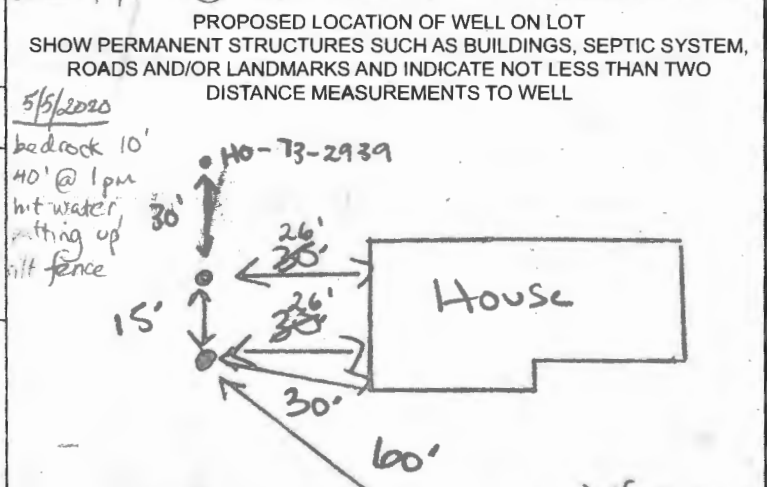 PROPOSED LOCATION OF WELL ON LOT
SHOW PERMANENT STRUCTURES SUCH AS BUILDINGS, SEPTIC SYSTEM,
ROADS AND/OR LANDMARKS AND INDICATE NOT LESS THAN TWO
DISTANCE MEASUREMENTS TO WELL
5/5/2020
bedrock 10'
40' @ 1pm
hit water,
up
fence
HO-73-2939
30'
26'
30'
House
15'
26'
30'
30'
60'